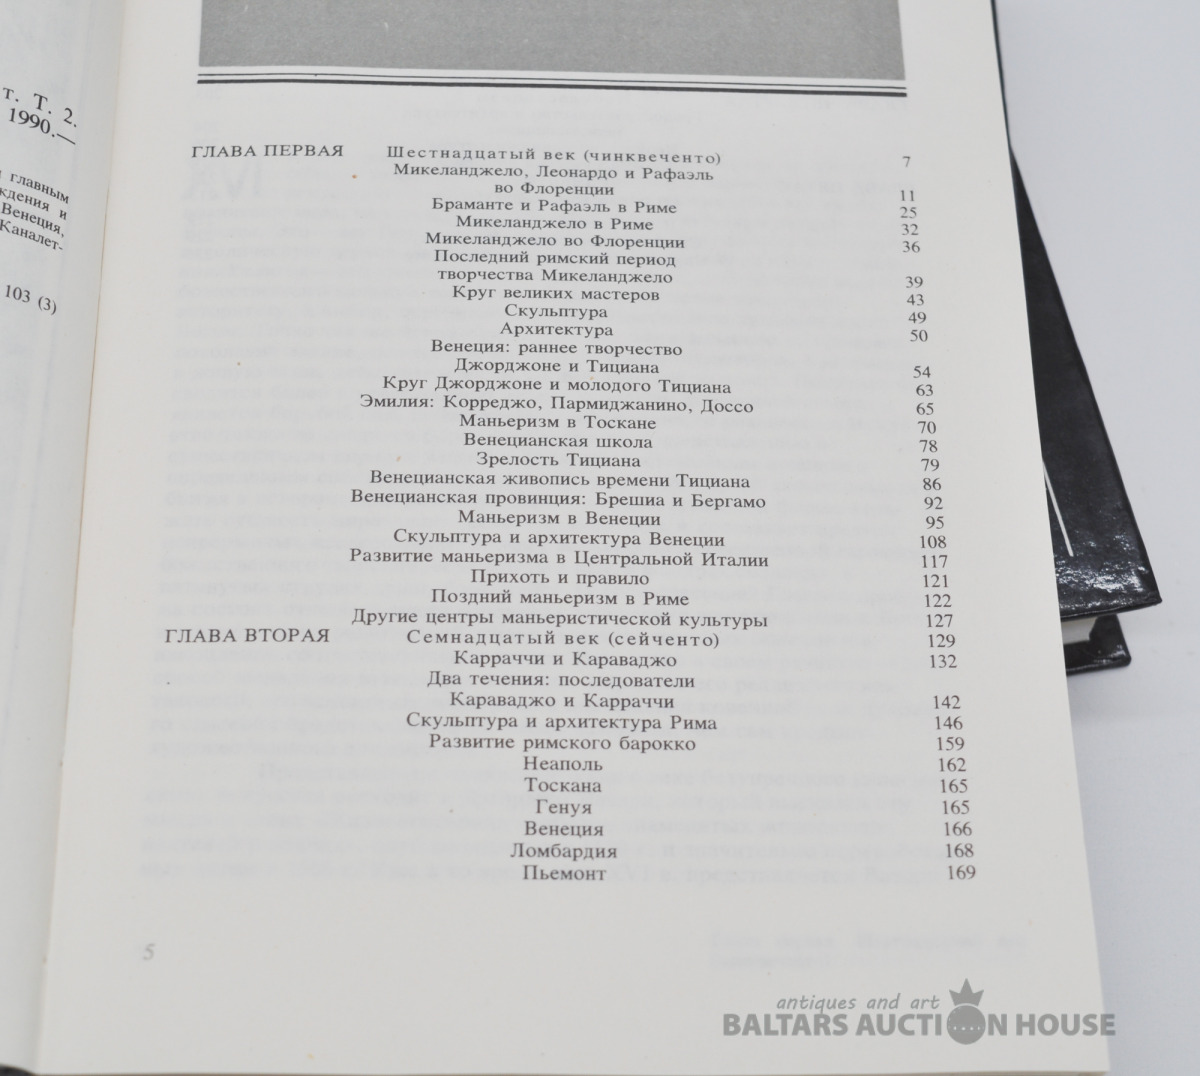 т. Т. 2.
1990.—
главным
ждения и
Венеция,
Каналет-
103 (3)
ГЛАВА ПЕРВАЯ Шестнадцатый век (чинквеченто) 7
Микеланджело, Леонардо и Рафаэль
во Флоренции 11
Браманте и Рафаэль в Риме 25
Микеланджело в Риме 32
Микеланджело во Флоренции 36
Последний римский период
творчества Микеланджело 39
Круг великих мастеров 43
Скульптура 49
Архитектура 50
Венеция: раннее творчество
Джорджоне и Тициана 54
Круг Джорджоне и молодого Тициана 63
Эмилия: Корреджо, Пармиджанино, Доссо 65
Маньеризм в Тоскане 70
Венецианская школа 78
Зрелость Тициана 79
Венецианская живопись времени Тициана 86
Венецианская провинция: Брешиа и Бергамо 92
Маньеризм в Венеции 95
Скульптура и архитектура Венеции 108
Развитие маньеризма в Центральной Италии 117
Прихоть и правило 121
Поздний маньеризм в Риме 122
Другие центры маньеристической культуры 127
ГЛАВА ВТОРАЯ Семнадцатый век (сейченто) 129
Карраччи и Караваджо 132
Два течения: последователи
Караваджо и Карраччи 142
Скульптура и архитектура Рима 146
Развитие римского барокко 159
Неаполь 162
Тоскана 165
Генуя 165
Венеция 166
Ломбардия 168
Пьемонт 169
5
antiques and art
BALTARS AUCTION HOUSE